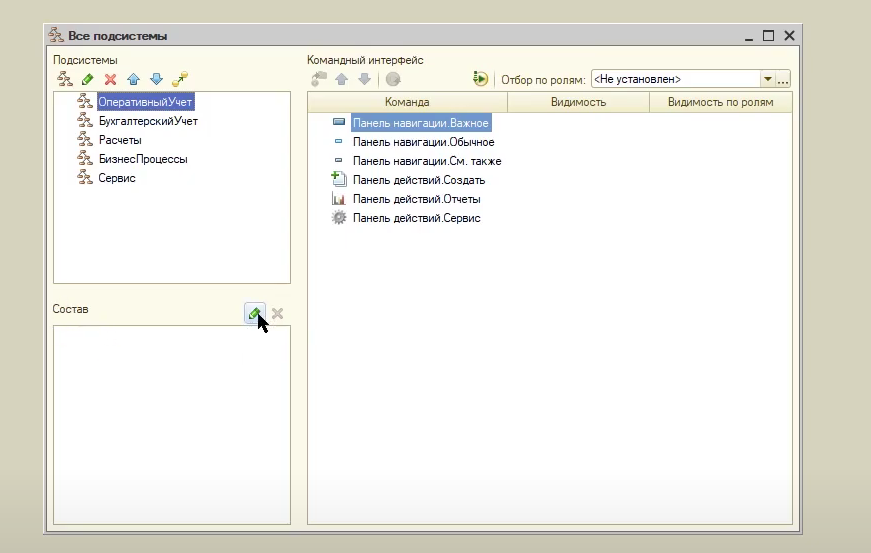 Все подсистемы
Подсистемы
ОперативныйУчет
БухгалтерскийУчет
Расчеты
БизнесПроцессы
Сервис
Состав
Командный интерфейс
Отбор по ролям: <Не установлен>
Команда Видимость Видимость по ролям
Панель навигации.Важное
Панель навигации.Обычное
Панель навигации.См. также
Панель действий.Создать
Панель действий.Отчеты
Панель действий.Сервис